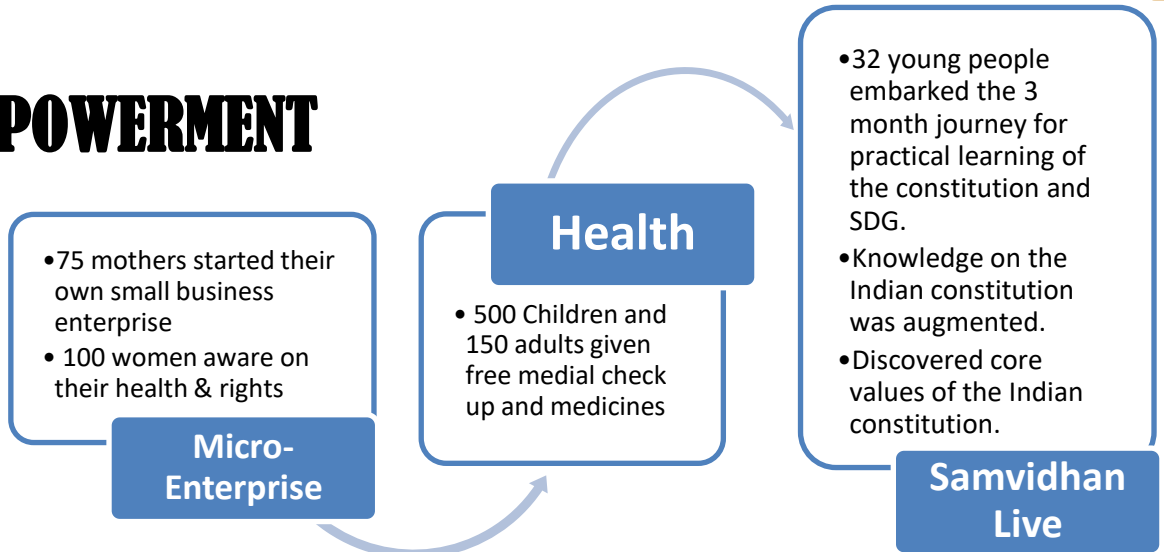 POWERMENT
•75 mothers started their
own small business
enterprise
• 100 women aware on
their health & rights
Micro-
Enterprise
Health
• 500 Children and
150 adults given
free medial check
up and medicines
•32 young people
embarked the 3
month journey for
practical learning of
the constitution and
SDG.
•Knowledge on the
Indian constitution
was augmented.
•Discovered core
values of the Indian
constitution.
Samvidhan
Live